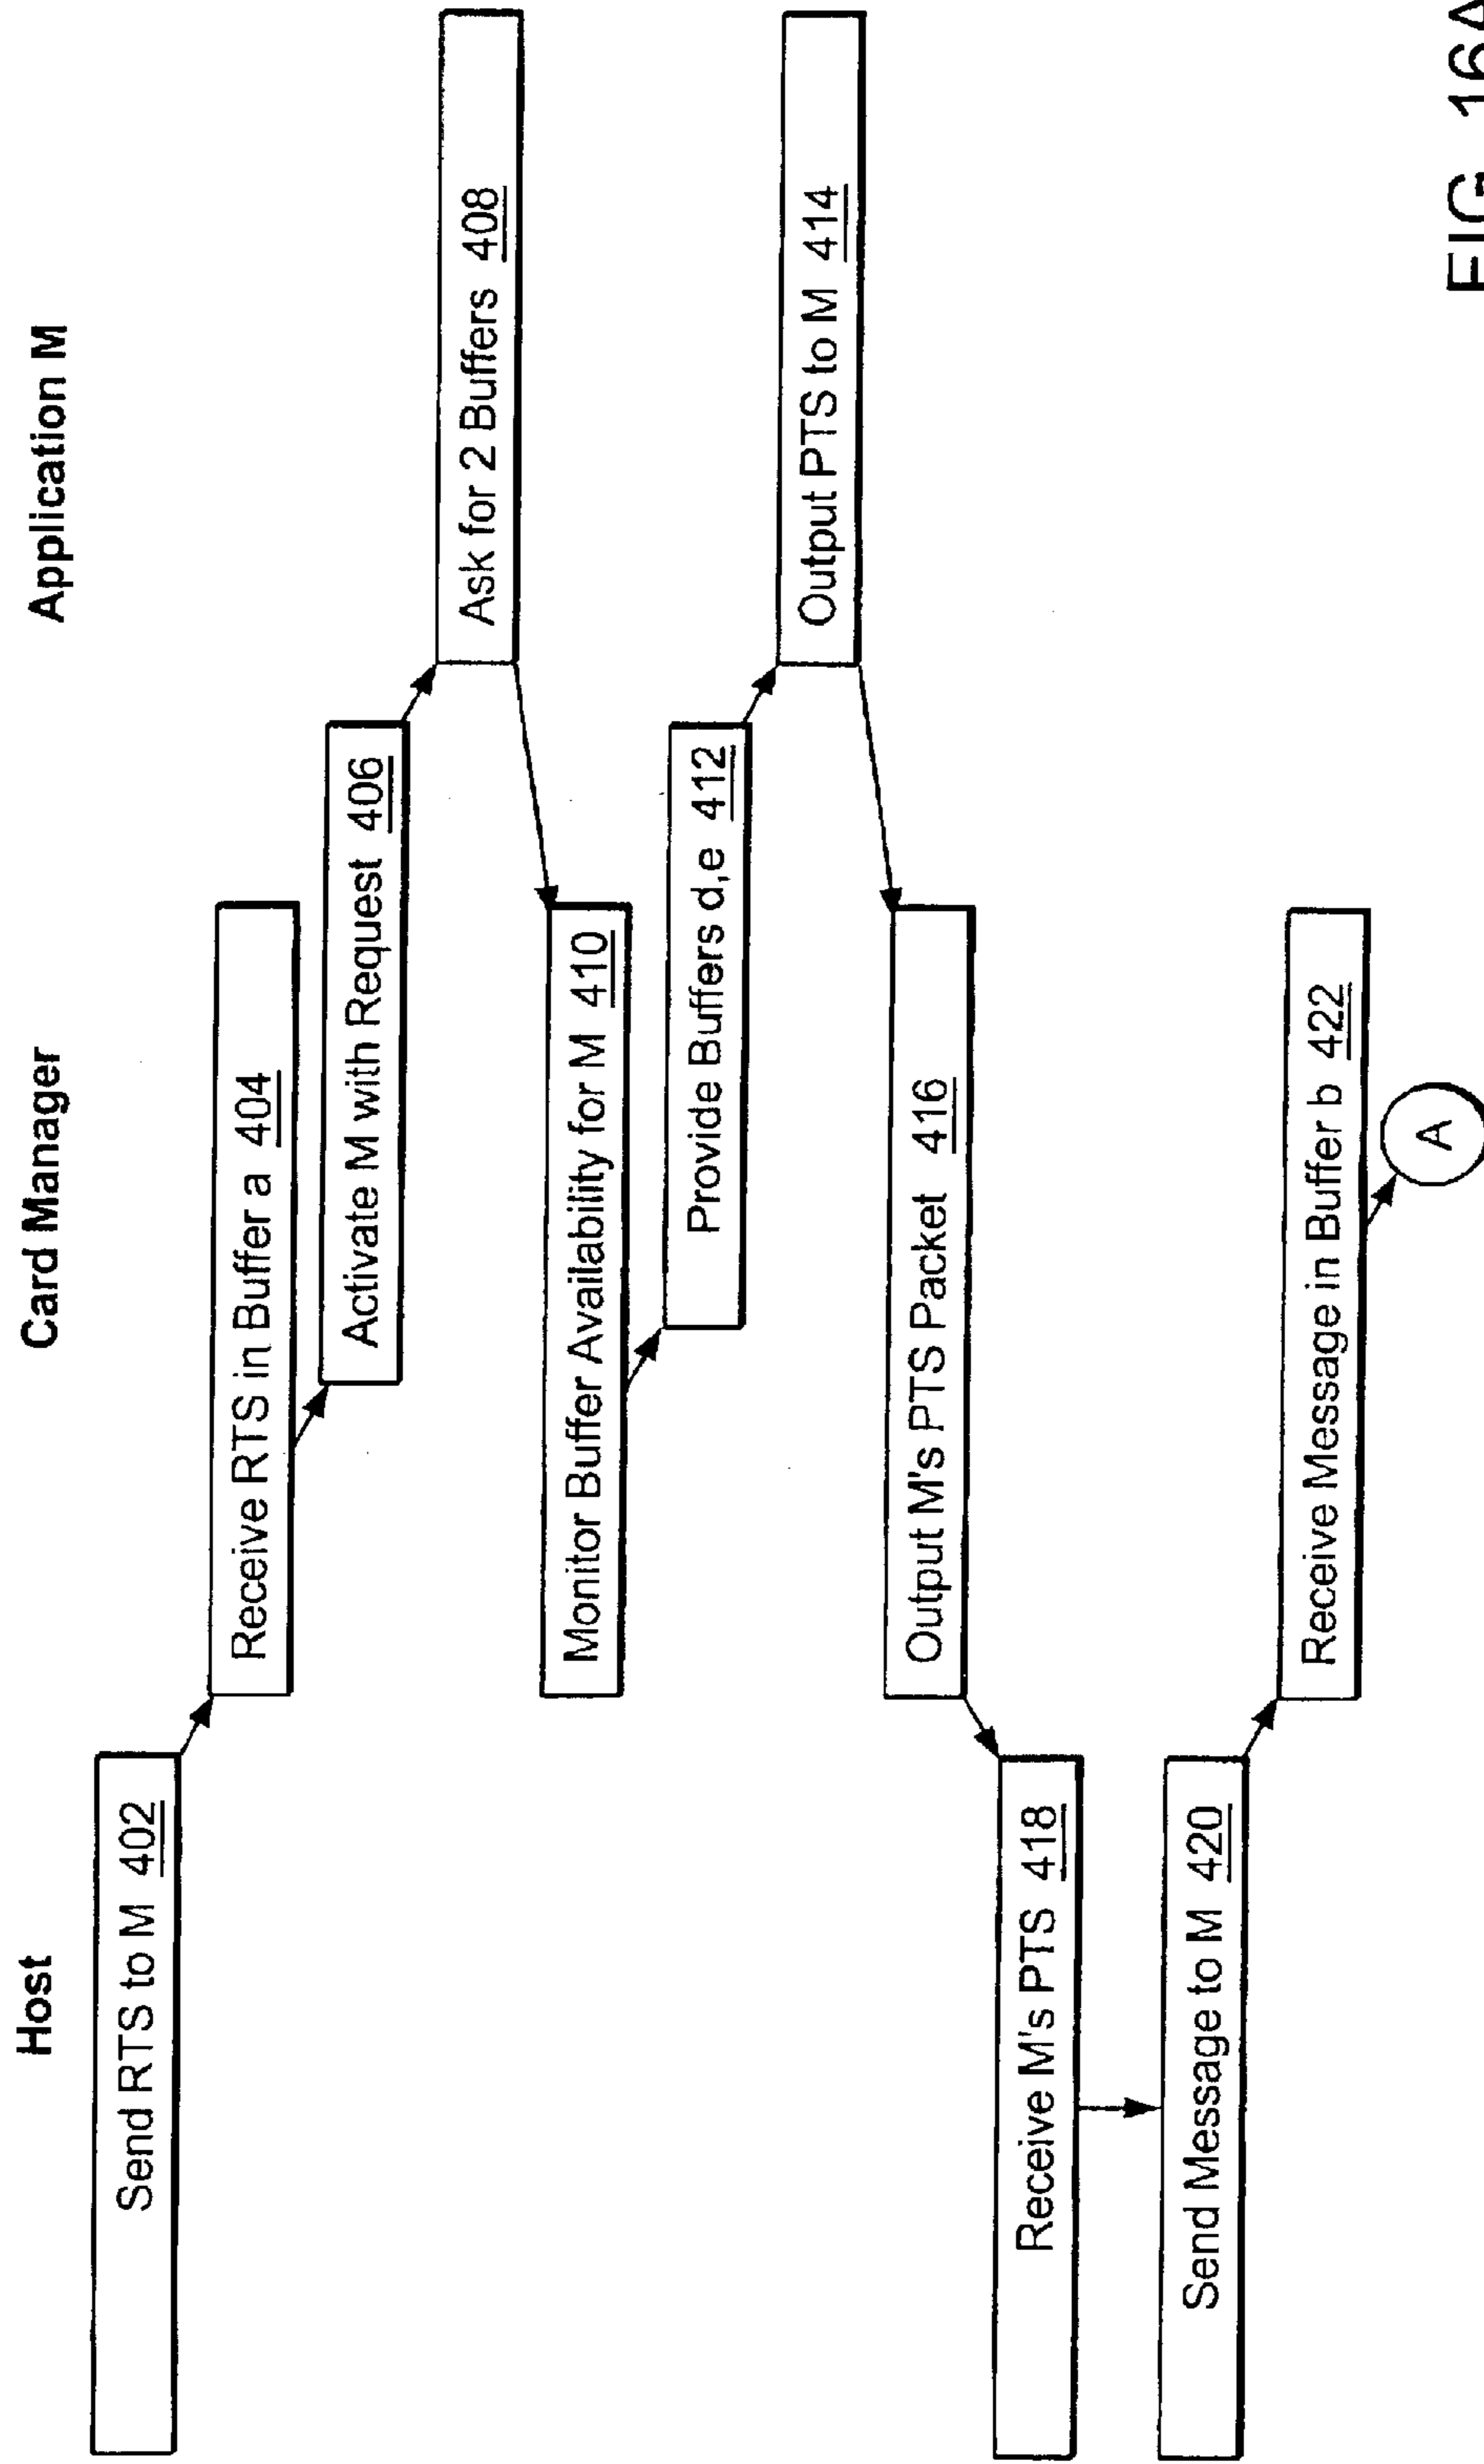 Host
Card Manager
Application M
Send RTS to M 402
Receive RTS in Buffer a 404
Activate M with Request 406
Ask for 2 Buffers 408
Monitor Buffer Availability for M 410
Provide Buffers d,e 412
Output PTS to M 414
Output M's PTS Packet 416
Receive M's PTS 418
Send Message to M 420
Receive Message in Buffer b 422
A
FIG. 16A